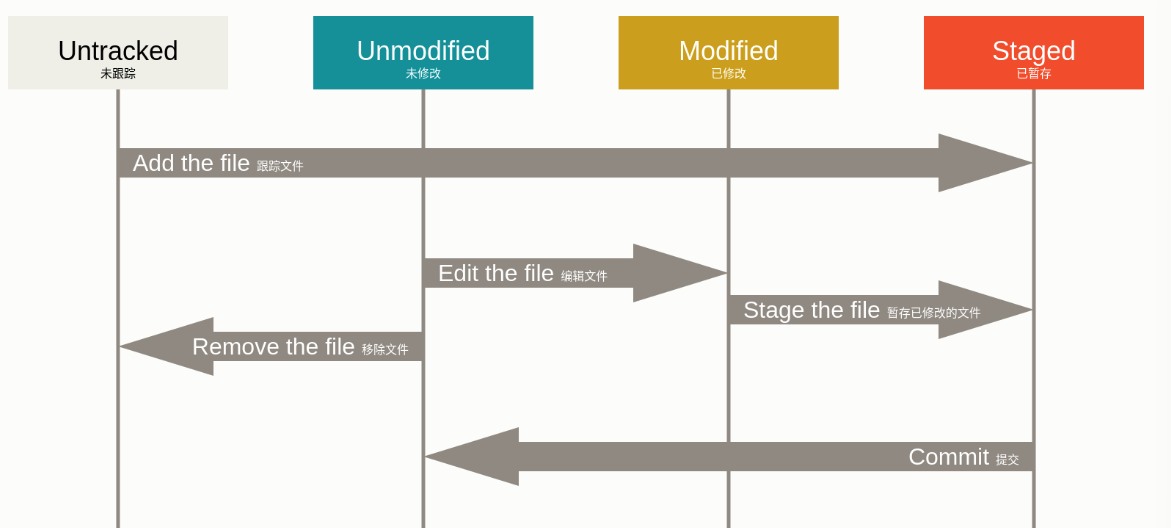 Untracked
未跟踪
Unmodified
未修改
Modified
已修改
Staged
已暂存
Add the file 跟踪文件
Edit the file 编辑文件
Stage the file 暂存已修改的文件
Remove the file 移除文件
Commit 提交